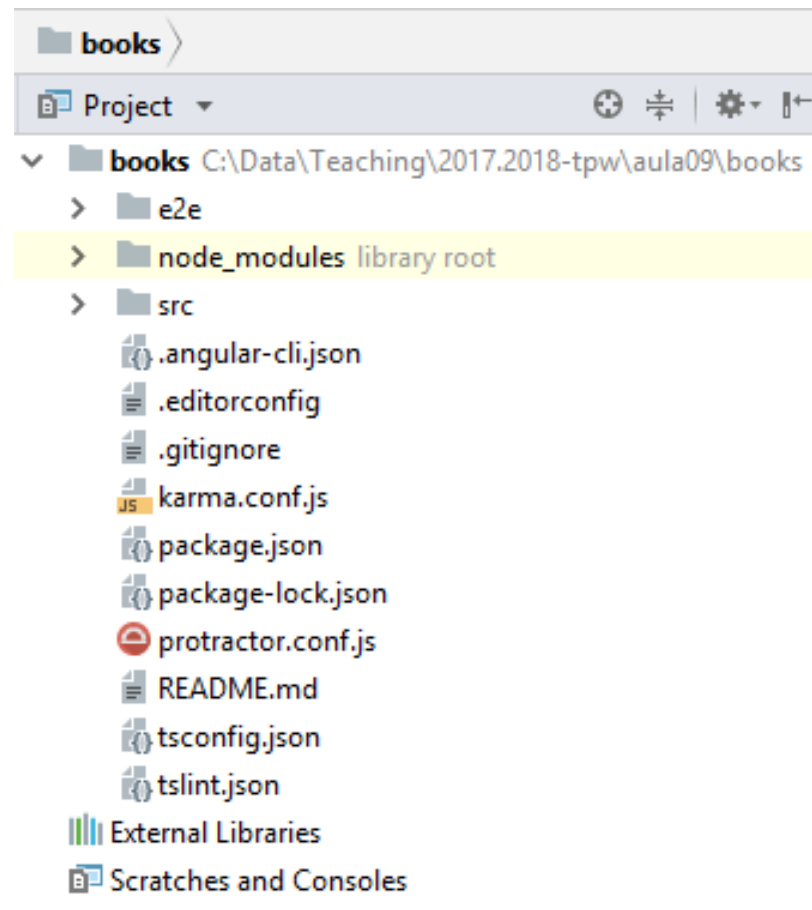 books
Project
books C:\Data\Teaching\2017.2018-tpw\aula09\books
e2e
node_modules library root
src
.angular-cli.json
.editorconfig
.gitignore
JS karma.conf.js
package.json
package-lock.json
protractor.conf.js
README.md
tsconfig.json
tslint.json
External Libraries
Scratches and Consoles